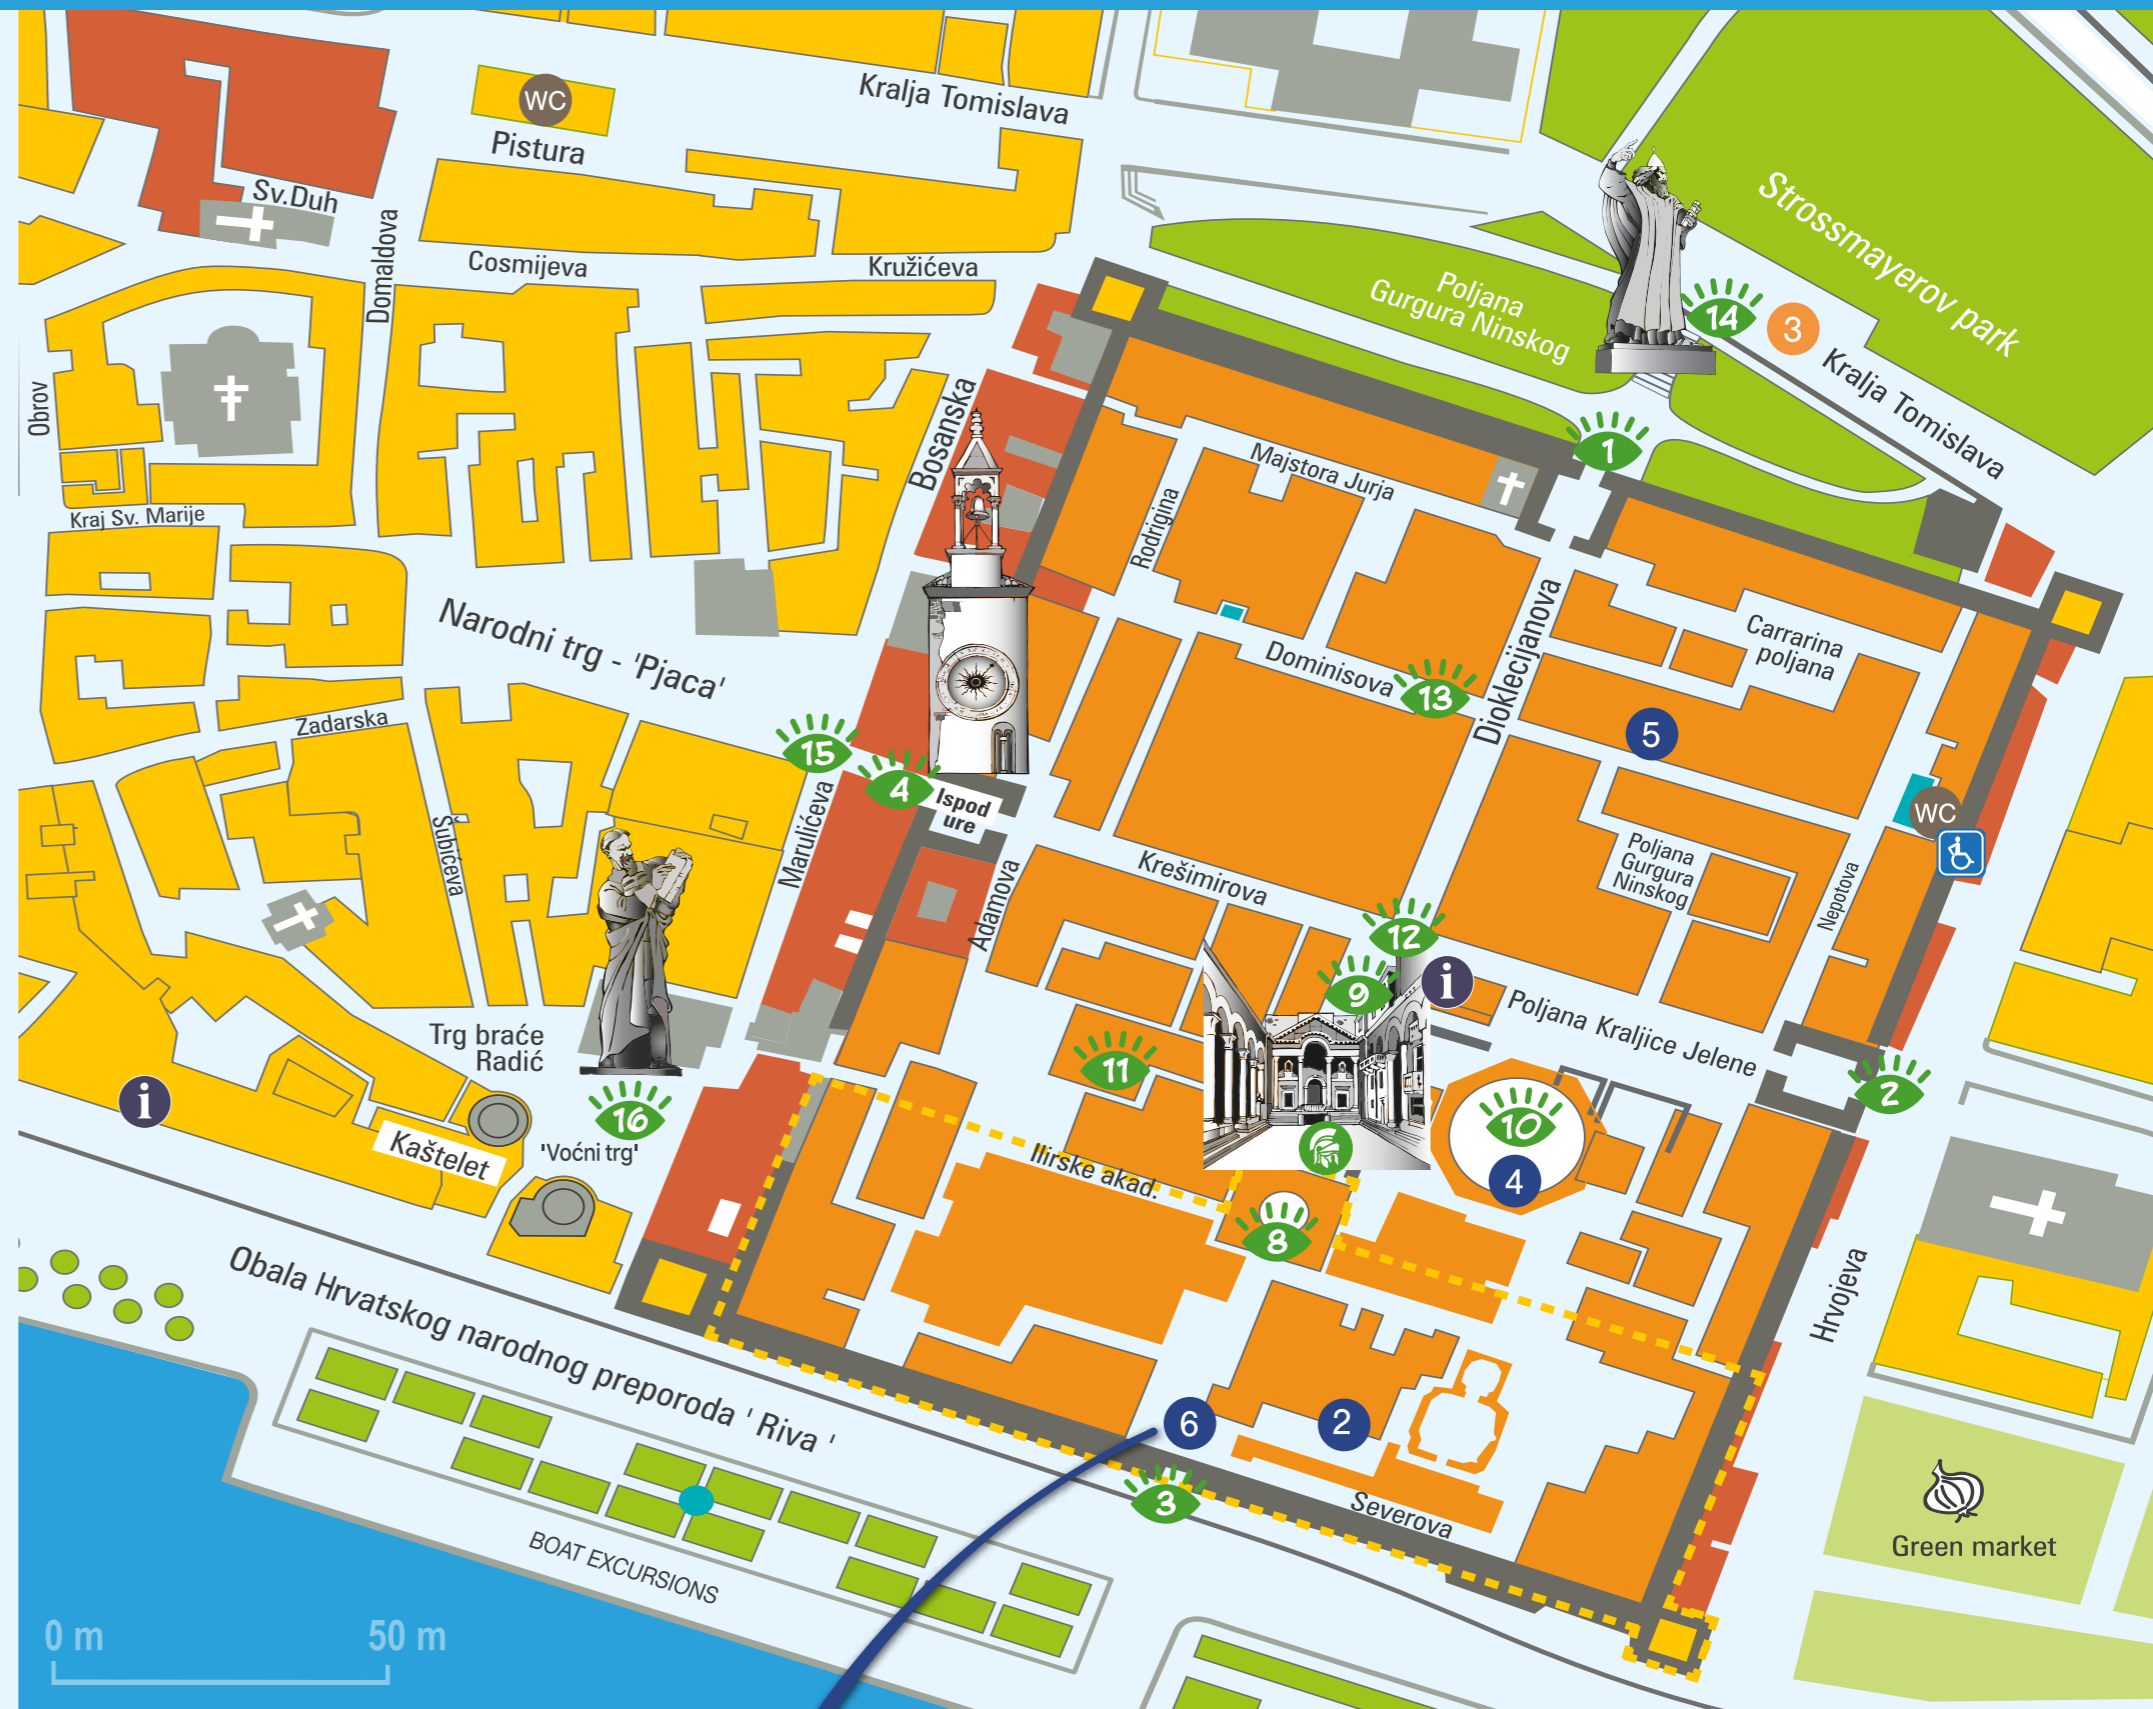 Kralja Tomislava
WC
Pistura
Sv.Duh
Domaldova
Cosmijeva
Kružićeva
Strossmayerov park
Poljana
Gurgura Ninskog
14
3
Kralja Tomislava
Obrov
Bosanska
1
Majstora Jurja
Rodrigina
Kraj Sv. Marije
Narodni trg - 'Pjaca'
Dioklecijanova
Carrarina
poljana
Dominisova
13
Zadarska
15
5
4
Ispod
ure
WC
Marulićeva
Šubićeva
Adamova
Krešimirova
Poljana
Gurgura
Ninskog
Nepotova
12
9
i
Poljana Kraljice Jelene
Trg braće
Radić
11
2
i
16
10
Kaštelet
'Voćni trg'
Ilirske akad.
4
8
Hrvojeva
Obala Hrvatskog narodnog preporoda ' Riva '
6
2
3
Severova
Green market
BOAT EXCURSIONS
0 m
50 m